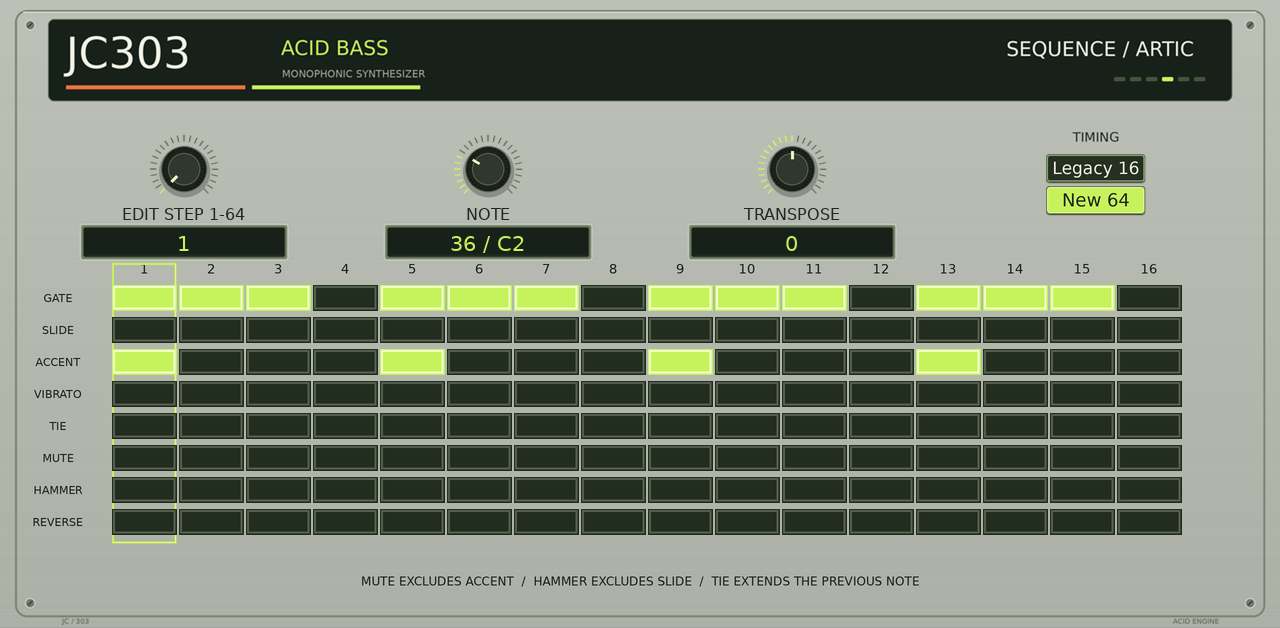 JC303
ACID BASS
MONOPHONIC SYNTHESIZER
SEQUENCE / ARTIC
TIMING
Legacy 16
New 64
EDIT STEP 1-64
NOTE
TRANSPOSE
1
36 / C2
0
1 2 3 4 5 6 7 8 9 10 11 12 13 14 15 16
GATE
SLIDE
ACCENT
VIBRATO
TIE
MUTE
HAMMER
REVERSE
MUTE EXCLUDES ACCENT / HAMMER EXCLUDES SLIDE / TIE EXTENDS THE PREVIOUS NOTE
JC / 303
ACID ENGINE